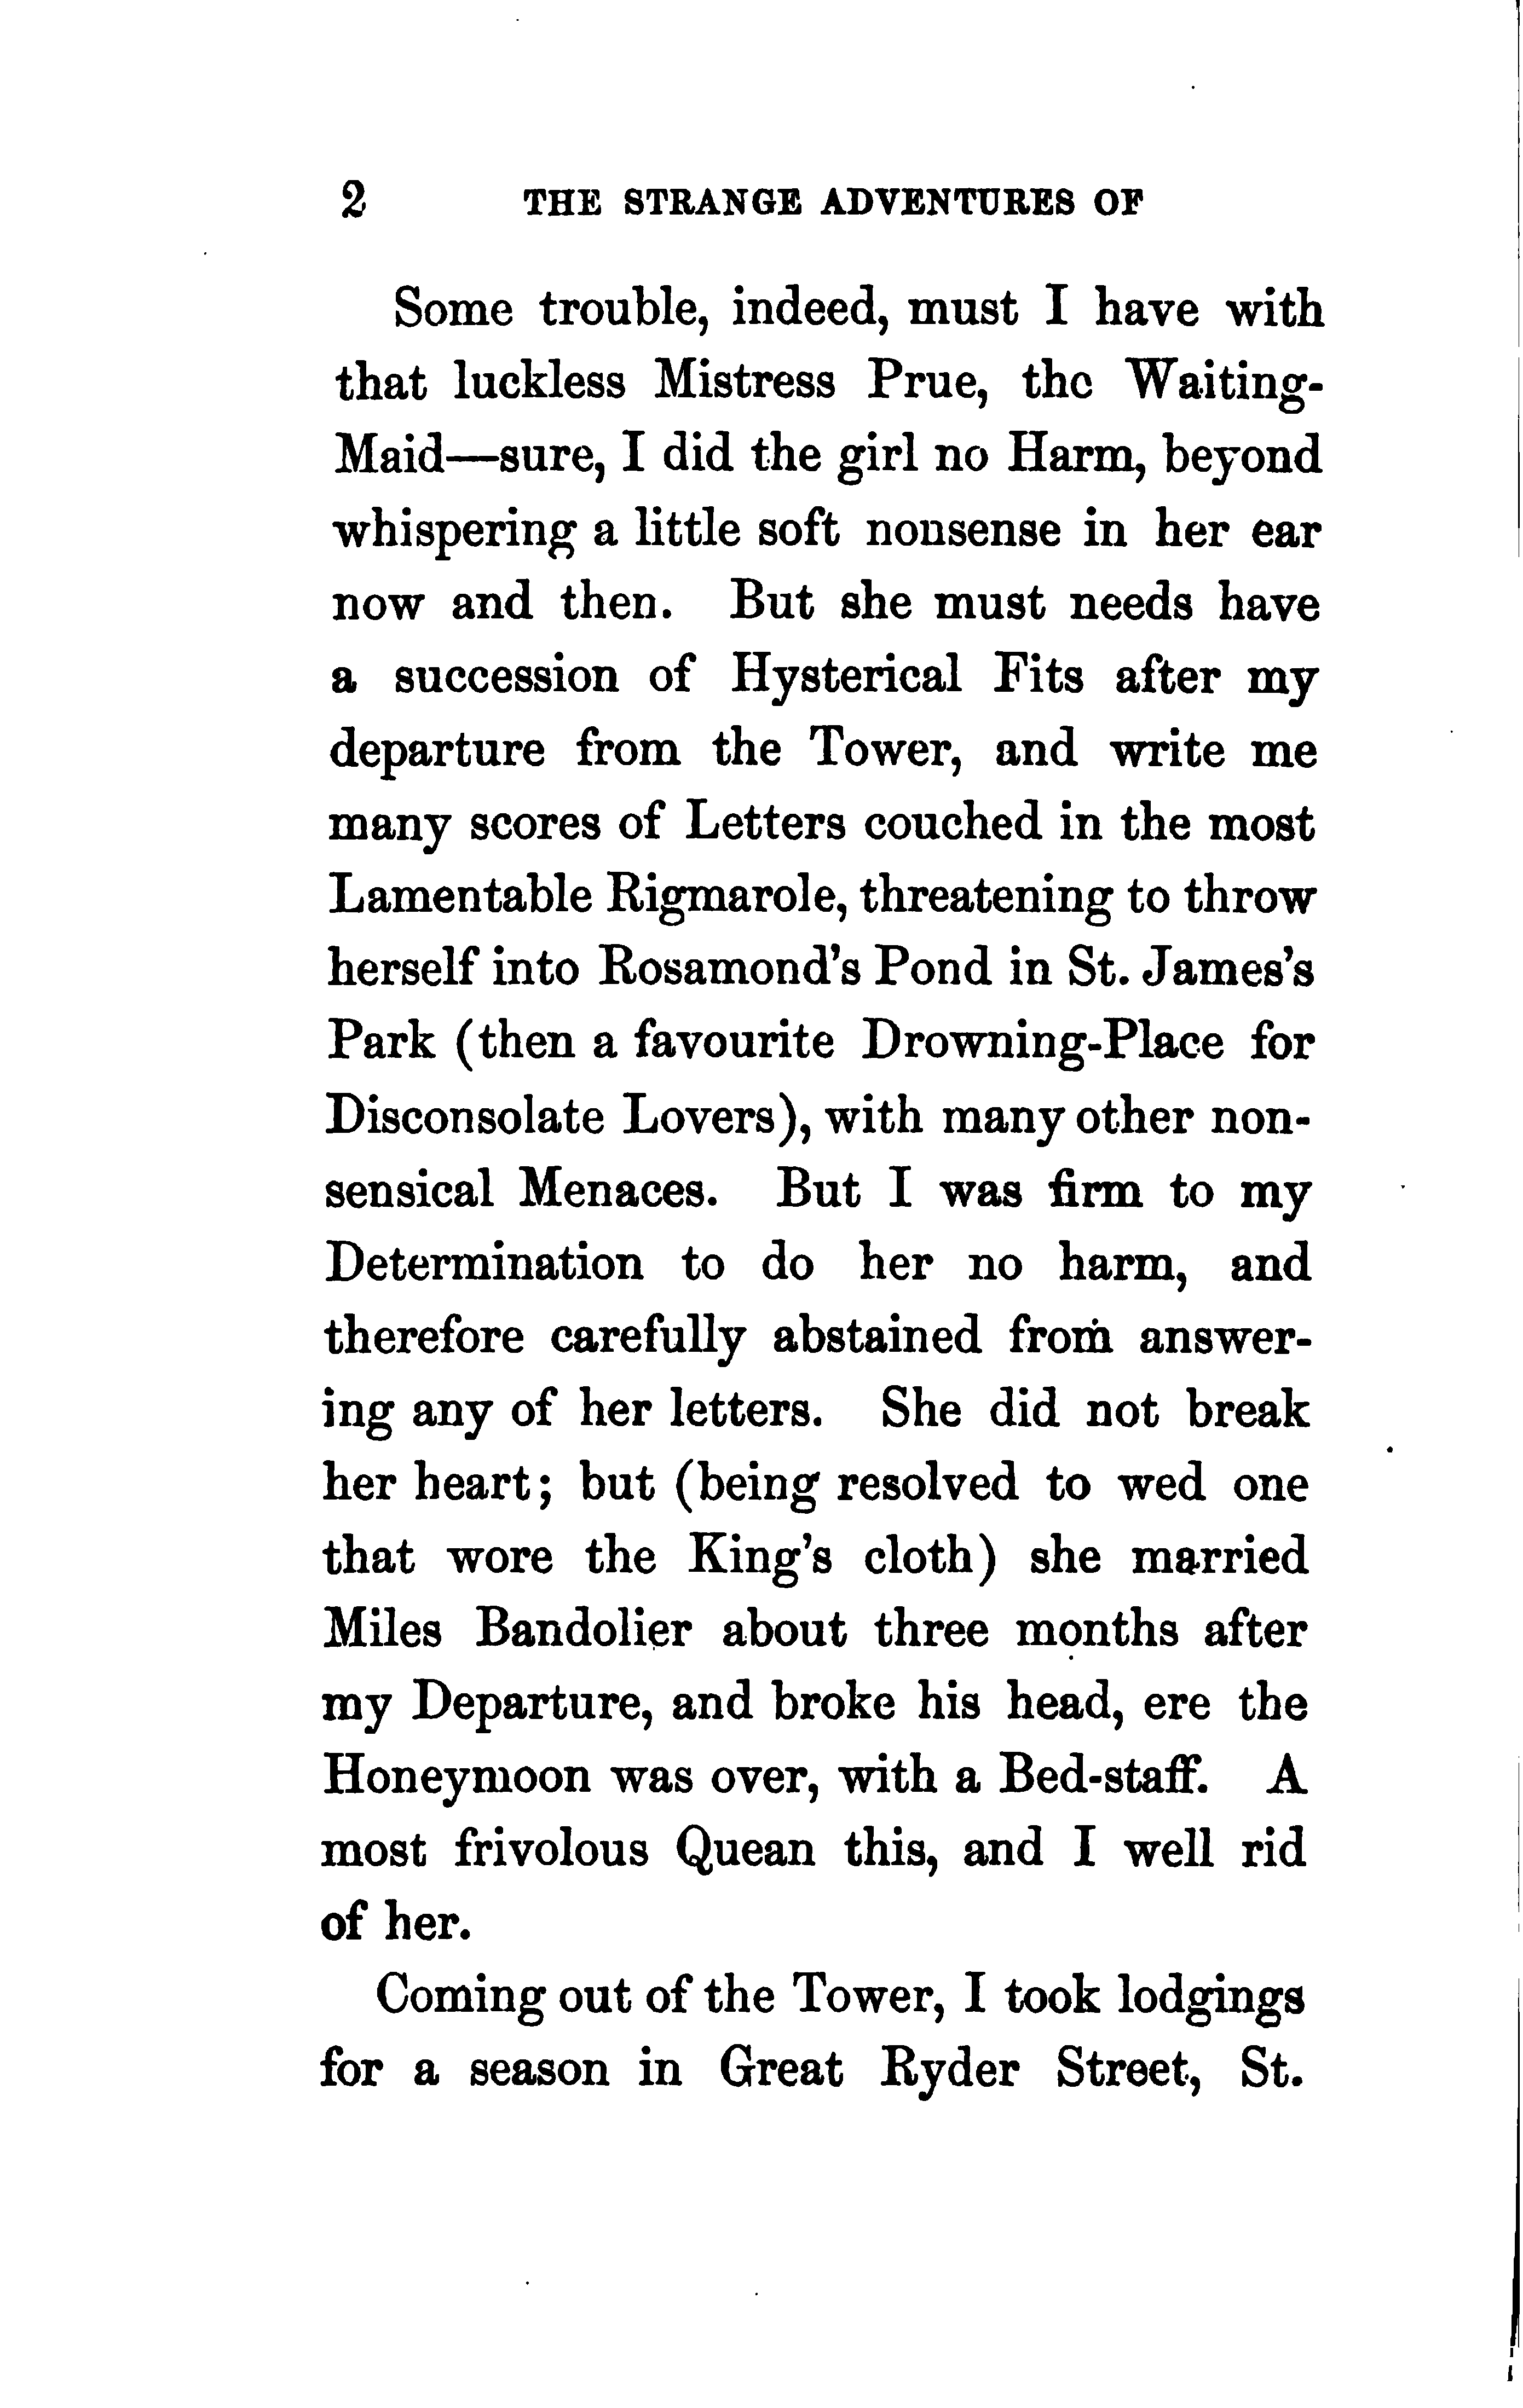 2 THE STRANGE ADVENTURES OF
Some trouble, indeed, must I have with
that luckless Mistress Prue, the Waiting-
Maid—sure, I did the girl no Harm, beyond
whispering a little soft nonsense in her ear
now and then. But she must needs have
a succession of Hysterical Fits after my
departure from the Tower, and write me
many scores of Letters couched in the most
Lamentable Rigmarole, threatening to throw
herself into Rosamond's Pond in St. James's
Park (then a favourite Drowning-Place for
Disconsolate Lovers), with many other non-
sensical Menaces. But I was firm to my
Determination to do her no harm, and
therefore carefully abstained from answer-
ing any of her letters. She did not break
her heart; but (being resolved to wed one
that wore the King's cloth) she married
Miles Bandolier about three months after
my Departure, and broke his head, ere the
Honeymoon was over, with a Bed-staff. A
most frivolous Quean this, and I well rid
of her.
Coming out of the Tower, I took lodgings
for a season in Great Ryder Street, St.